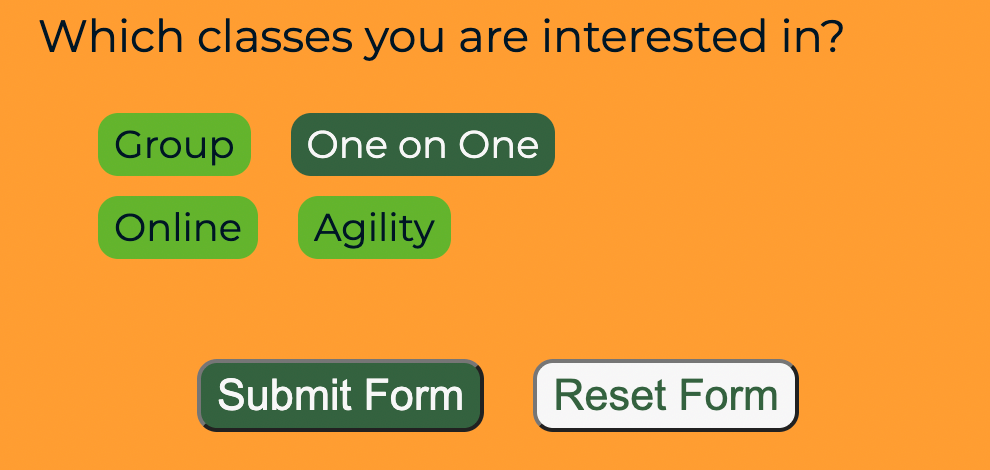 Which classes you are interested in?
Group One on One
Online Agility
Submit Form Reset Form